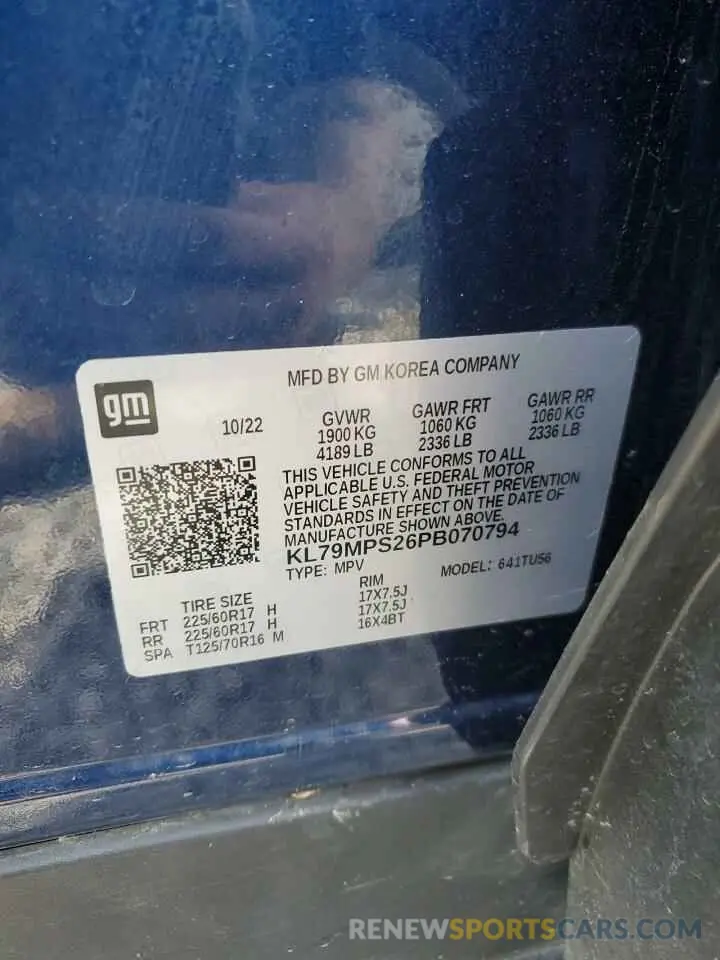 MFD BY GM KOREA COMPANY
gm
10/22
GVWR
1900 KG
4189 LB
GAWR FRT
1060 KG
2336 LB
GAWR RR
1060 KG
2336 LB
THIS VEHICLE CONFORMS TO ALL
APPLICABLE U.S. FEDERAL MOTOR
VEHICLE SAFETY AND THEFT PREVENTION
STANDARDS IN EFFECT ON THE DATE OF
MANUFACTURE SHOWN ABOVE.
KL79MPS26PB070794
TYPE: MPV MODEL: 641TU56
TIRE SIZE RIM
FRT 225/60R17 H 17X7.5J
RR 225/60R17 H 17X7.5J
SPA T125/70R16 M 16X4BT
RENEWSPORTSCARS.COM